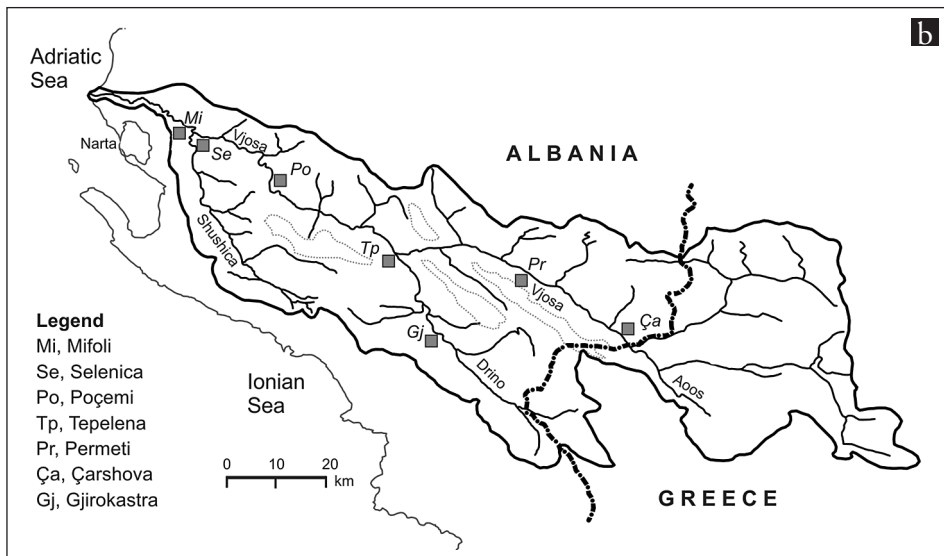 b
Adriatic
Sea
Narta
Mi
Se
Vjosa
Po
ALBANIA
Shushica
Tp
Pr
Vjosa
Ça
Gj
Drino
Aoos
Legend
Mi, Mifoli
Se, Selenica
Po, Poçemi
Tp, Tepelena
Pr, Permeti
Ça, Çarshova
Gj, Gjirokastra
Ionian
Sea
0 10 20
km
GREECE